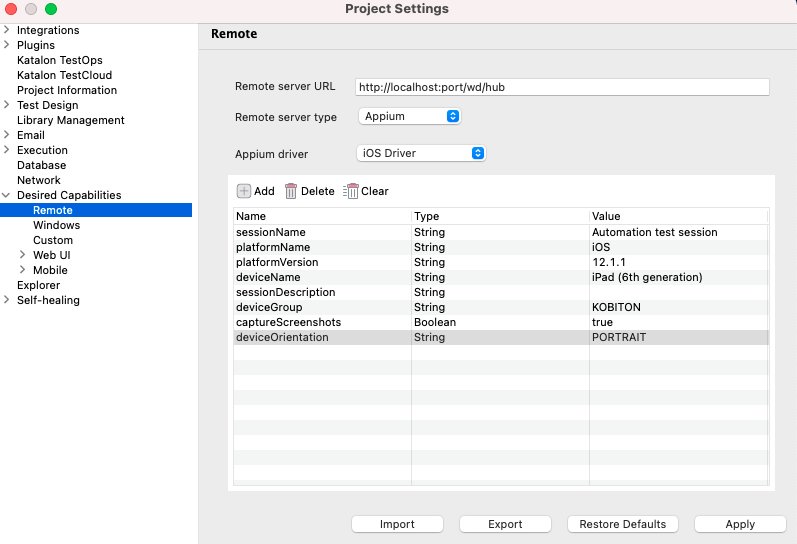 Project Settings
Integrations
Plugins
Katalon TestOps
Katalon TestCloud
Project Information
Test Design
Library Management
Email
Execution
Database
Network
Desired Capabilities
Remote
Windows
Custom
Web UI
Mobile
Explorer
Self-healing
Remote
Remote server URL http://localhost:port/wd/hub
Remote server type Appium
Appium driver iOS Driver
Add Delete Clear
Name Type Value
sessionName String Automation test session
platformName String iOS
platformVersion String 12.1.1
deviceName String iPad (6th generation)
sessionDescription String
deviceGroup String KOBITON
captureScreenshots Boolean true
deviceOrientation String PORTRAIT
Import Export Restore Defaults Apply